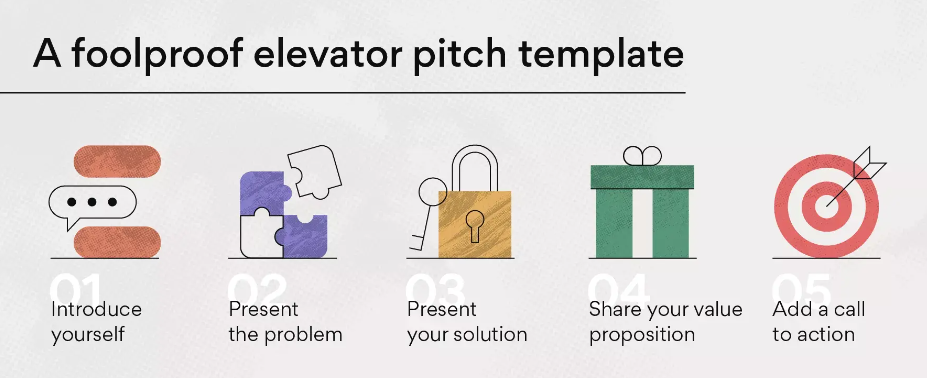 A foolproof elevator pitch template
01
Introduce
yourself
02
Present
the problem
03
Present
your solution
04
Share your value
proposition
05
Add a call
to action